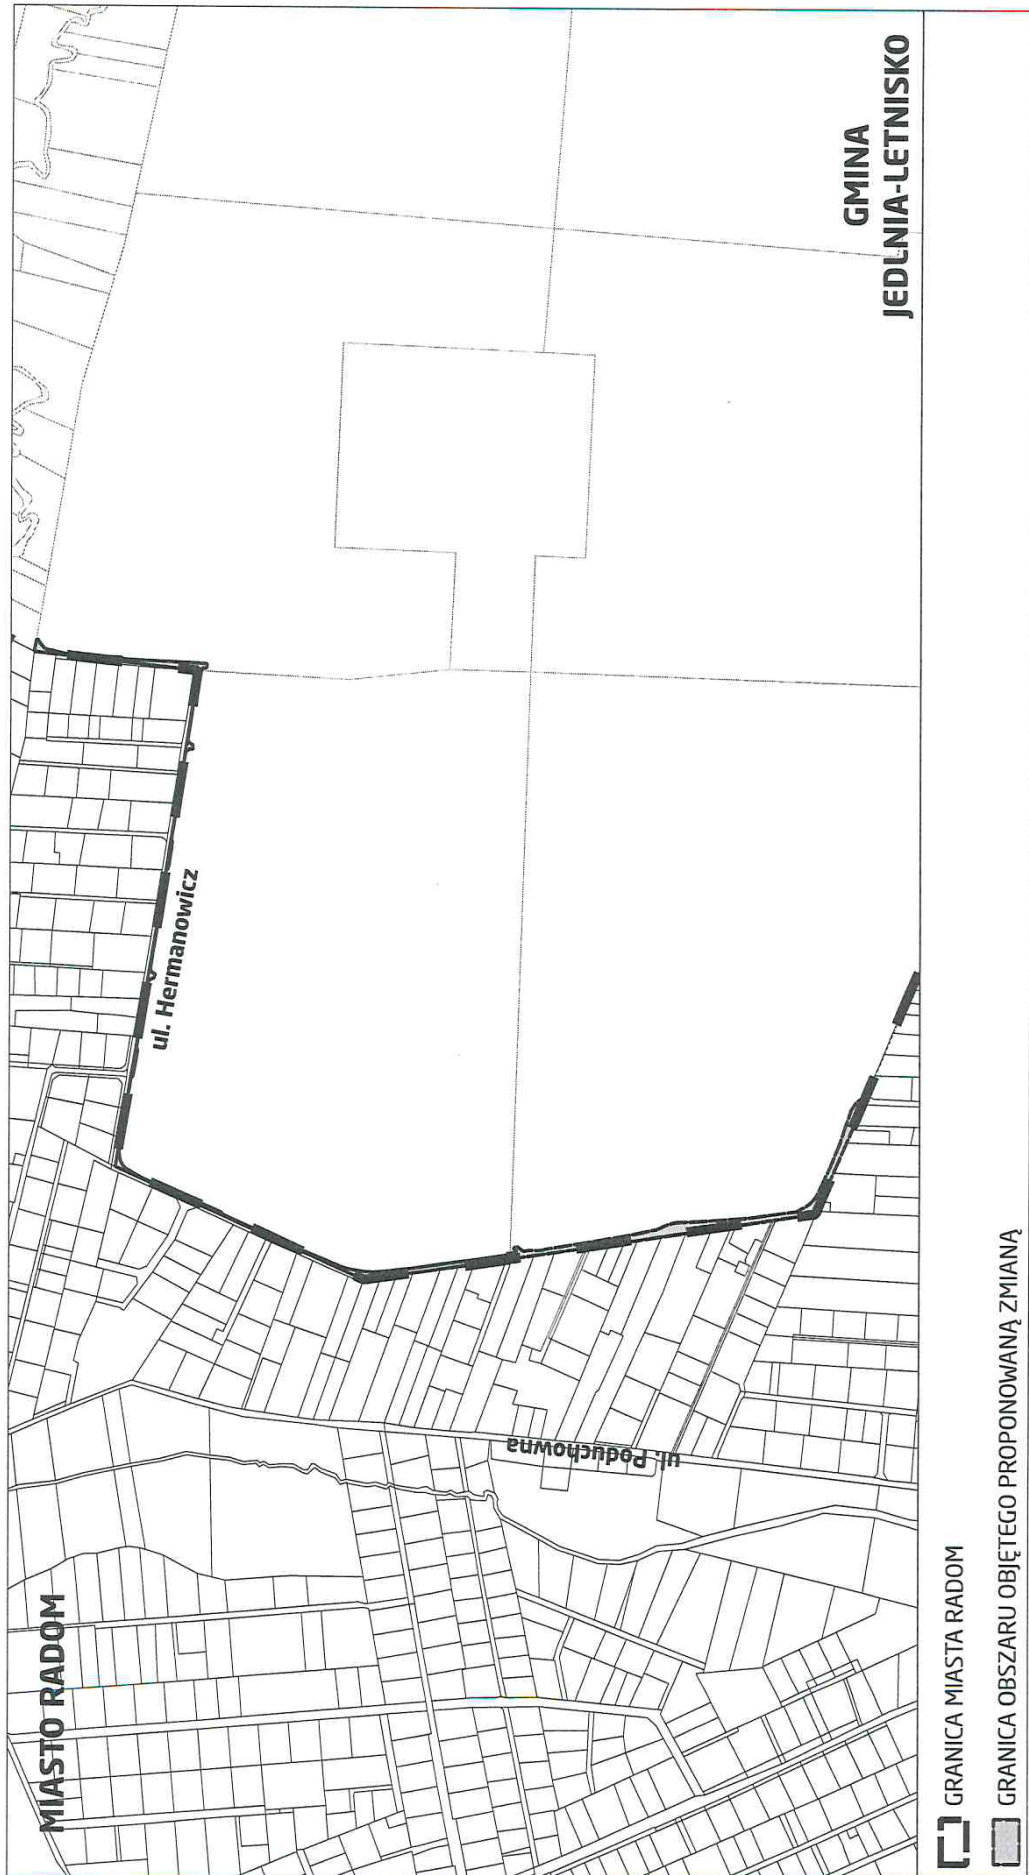 MIASTO RADOM
ul. Hermanowicz
ul. Poduchowna
GMINA
JEDLNIA-LETNISKO
GRANICA MIASTA RADOM
GRANICA OBSZARU OBJĘTEGO PROPONOWANĄ ZMIANĄ